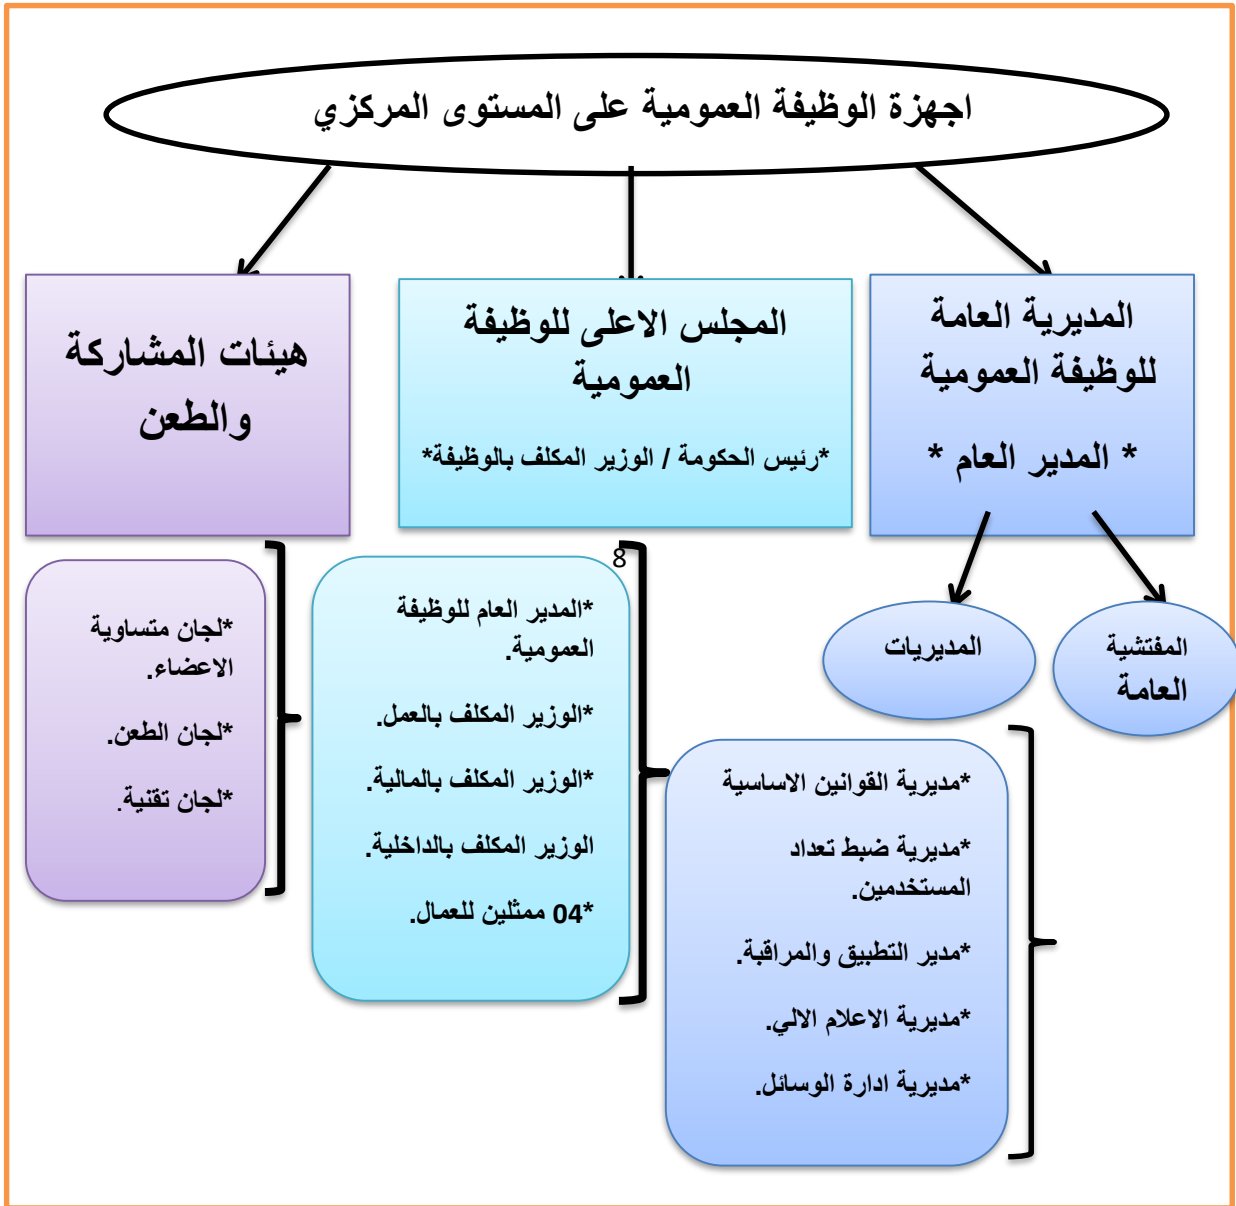 اجهزة الوظيفة العمومية على المستوى المركزي
المديرية العامة
للوظيفة العمومية
* المدير العام *
المجلس الاعلى للوظيفة
العمومية
*رئيس الحكومة / الوزير المكلف بالوظيفة*
هيئات المشاركة
والطعن
المفتشية
العامة
المديريات
8
*المدير العام للوظيفة
العمومية.
*الوزير المكلف بالعمل.
*الوزير المكلف بالمالية.
الوزير المكلف بالداخلية.
*04 ممثلين للعمال.
*لجان متساوية
الاعضاء.
*لجان الطعن.
*لجان تقنية.
*مديرية القوانين الاساسية
*مديرية ضبط تعداد
المستخدمين.
*مدير التطبيق والمراقبة.
*مديرية الاعلام الالي.
*مديرية ادارة الوسائل.